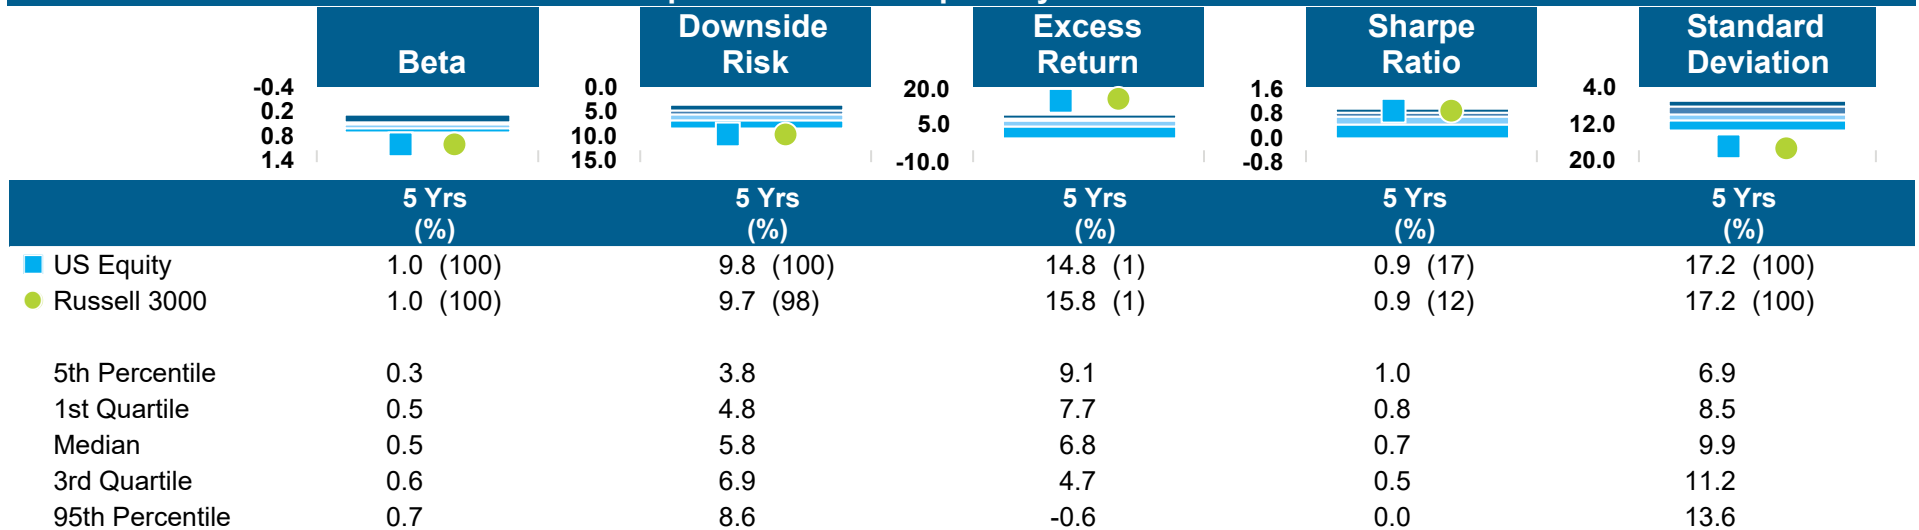 Beta
Downside
Risk
Excess
Return
Sharpe
Ratio
Standard
Deviation
-0.4
0.2
0.8
1.4
0.0
5.0
10.0
15.0
20.0
5.0
-10.0
1.6
0.8
0.0
-0.8
4.0
12.0
20.0
5 Yrs 5 Yrs 5 Yrs 5 Yrs 5 Yrs
(%) (%) (%) (%) (%)
US Equity 1.0 (100) 9.8 (100) 14.8 (1) 0.9 (17) 17.2 (100)
Russell 3000 1.0 (100) 9.7 (98) 15.8 (1) 0.9 (12) 17.2 (100)
5th Percentile 0.3 3.8 9.1 1.0 6.9
1st Quartile 0.5 4.8 7.7 0.8 8.5
Median 0.5 5.8 6.8 0.7 9.9
3rd Quartile 0.6 6.9 4.7 0.5 11.2
95th Percentile 0.7 8.6 -0.6 0.0 13.6